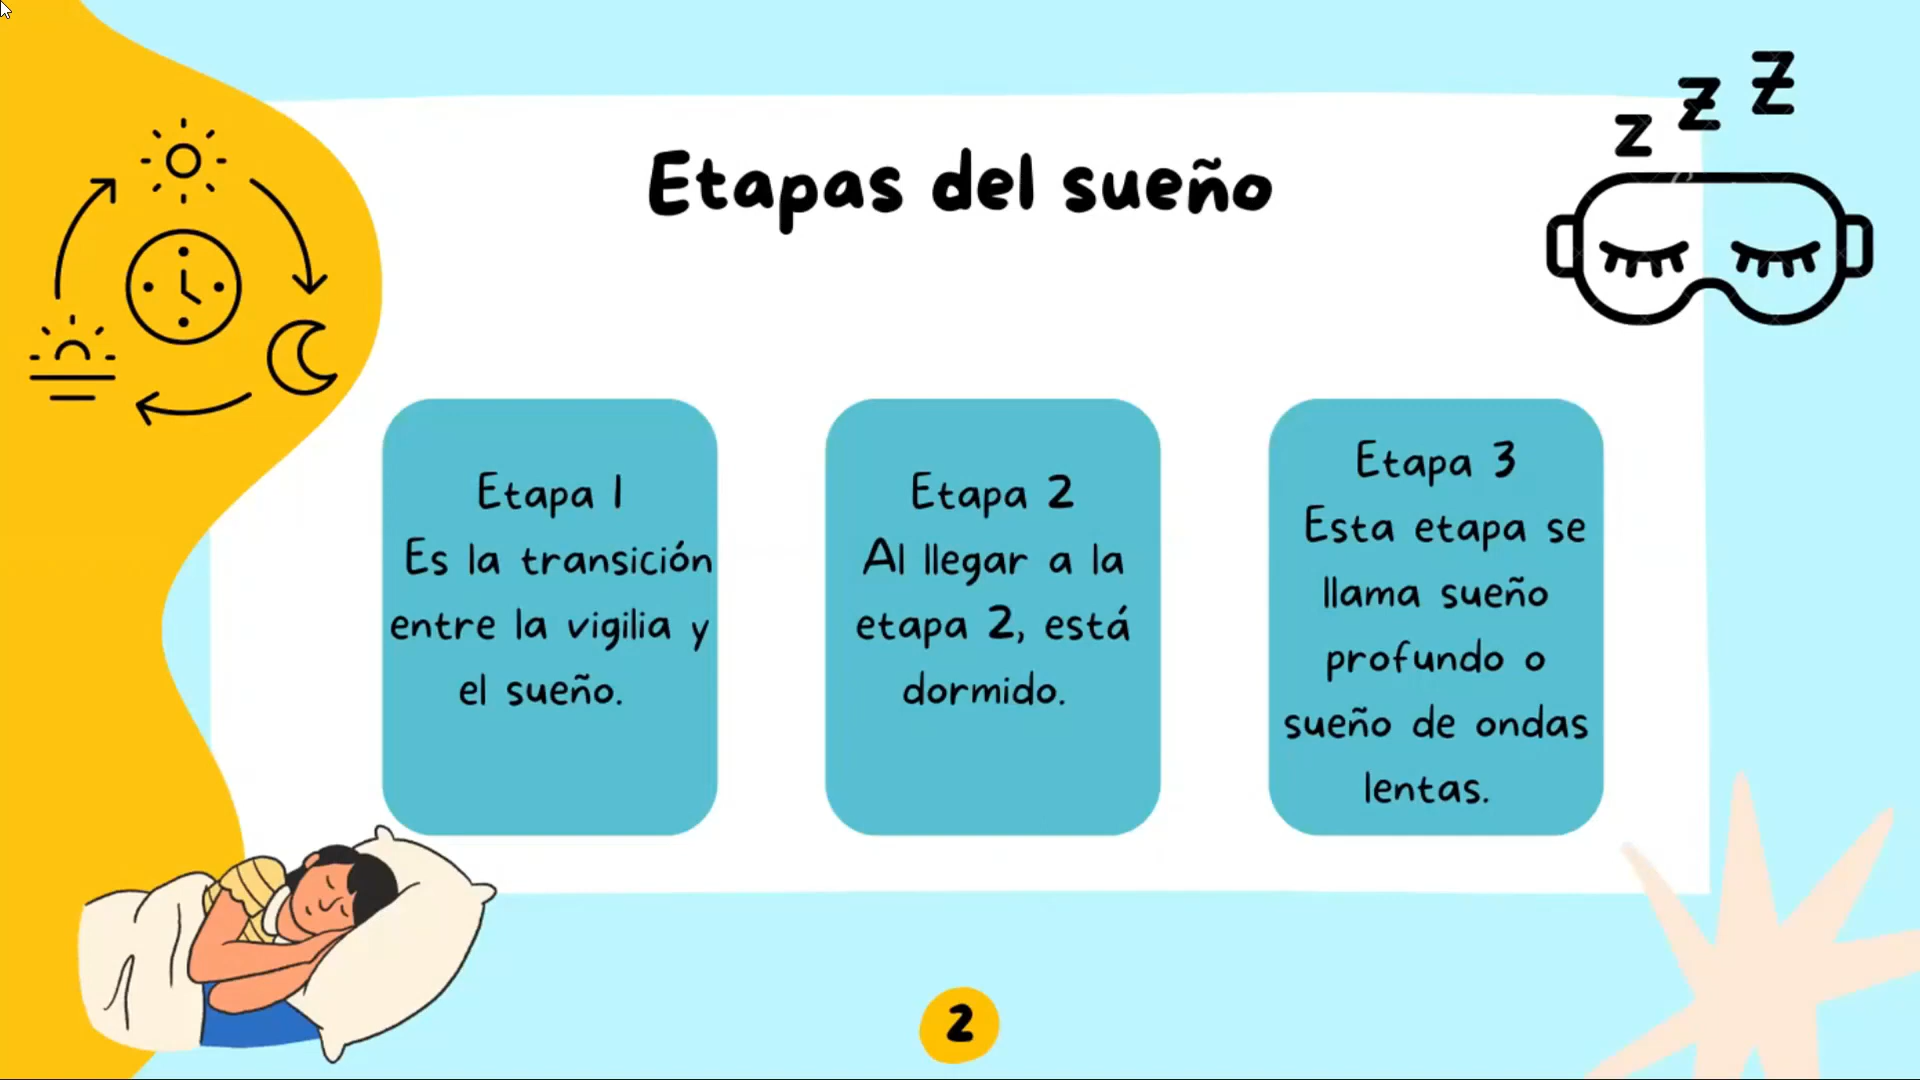 z z z
Etapas del sueño
Etapa 1
Es la transición
entre la vigilia y
el sueño.
Etapa 2
Al llegar a la
etapa 2, está
dormido.
Etapa 3
Esta etapa se
llama sueño
profundo o
sueño de ondas
lentas.
2